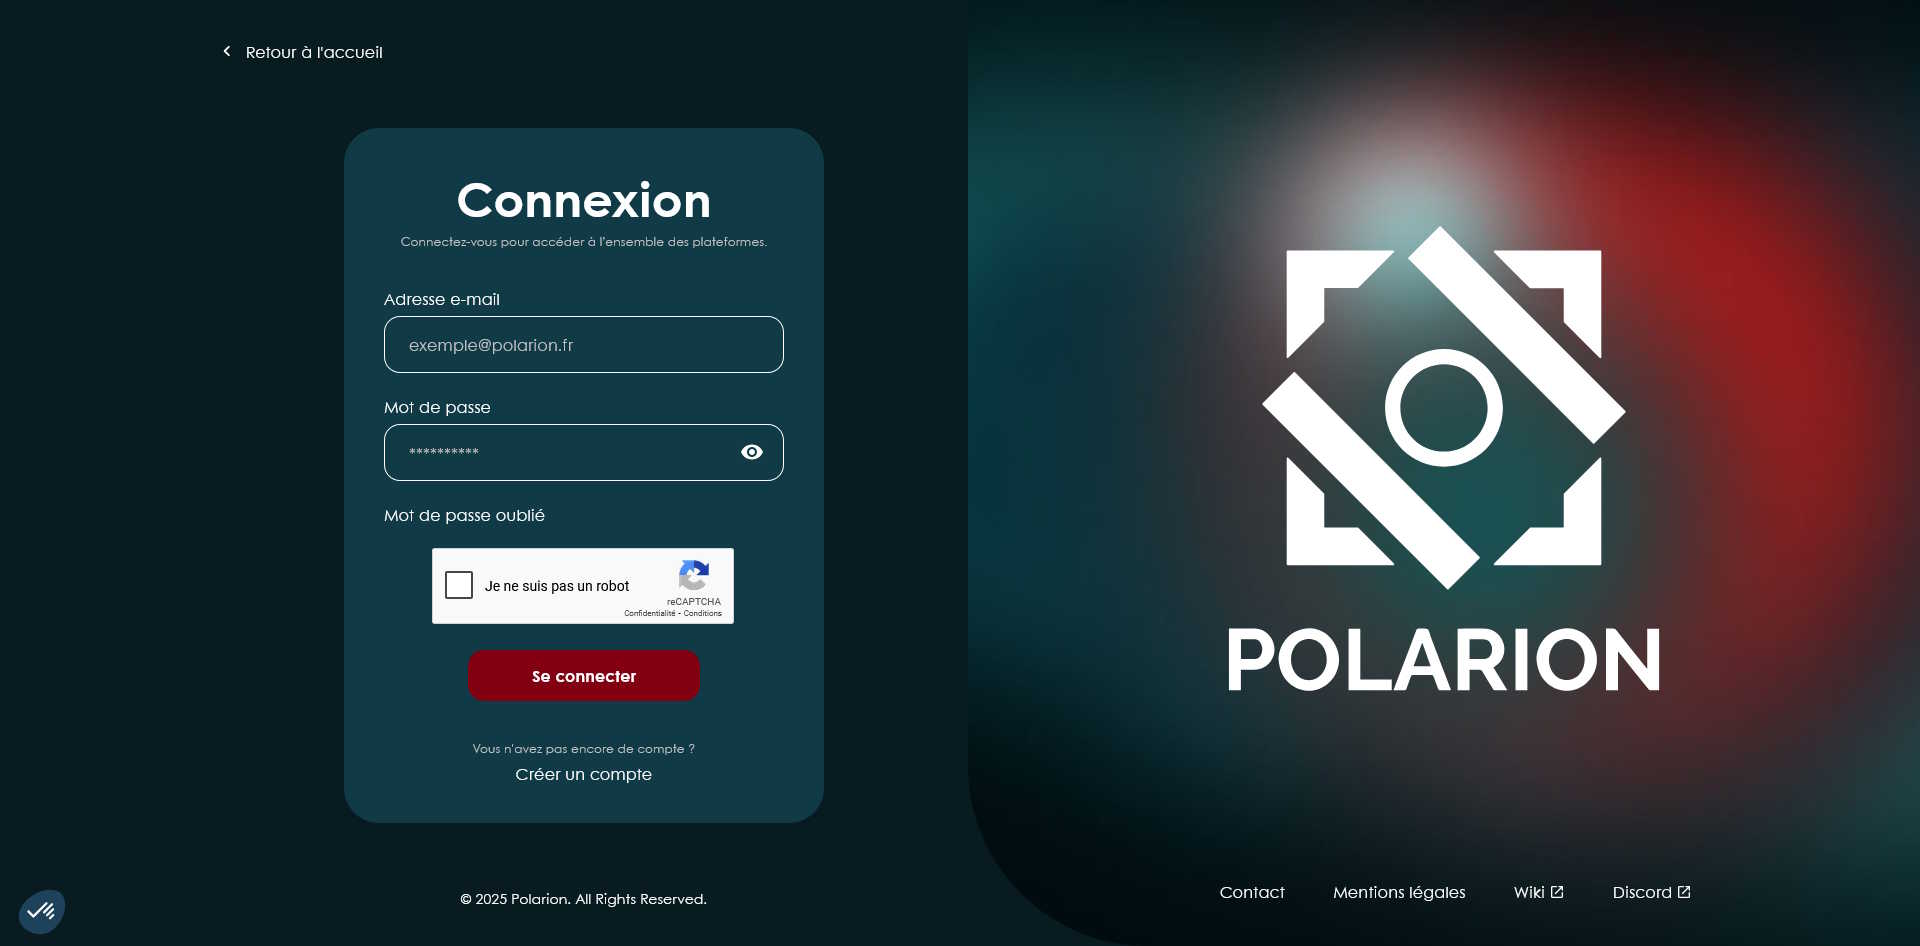 Retour à l'accueil
Connexion
Connectez-vous pour accéder à l'ensemble des plateformes.
Adresse e-mail
exemple@polarion.fr
Mot de passe
**********
Mot de passe oublié
Je ne suis pas un robot
reCAPTCHA
Confidentialité - Conditions
Se connecter
Vous n'avez pas encore de compte ?
Créer un compte
© 2025 Polarion. All Rights Reserved.
POLARION
Contact Mentions légales Wiki Discord